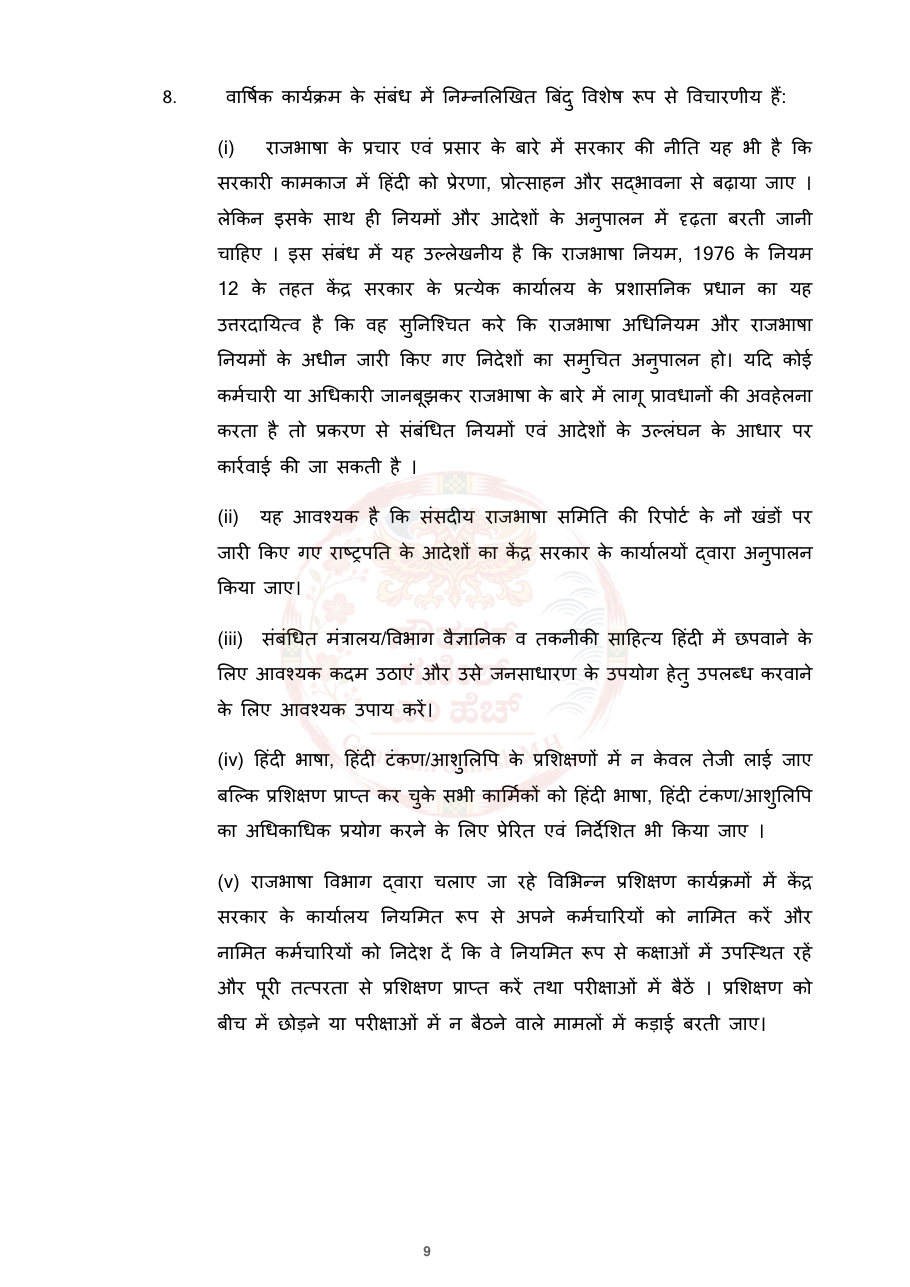 8. वार्षिक कार्यक्रम के संबंध में निम्नलिखित बिंदु विशेष रूप से विचारणीय हैं:
(i) राजभाषा के प्रचार एवं प्रसार के बारे में सरकार की नीति यह भी है कि
सरकारी कामकाज में हिंदी को प्रेरणा, प्रोत्साहन और सद्भावना से बढ़ाया जाए ।
लेकिन इसके साथ ही नियमों और आदेशों के अनुपालन में दृढ़ता बरती जानी
चाहिए । इस संबंध में यह उल्लेखनीय है कि राजभाषा नियम, 1976 के नियम
12 के तहत केंद्र सरकार के प्रत्येक कार्यालय के प्रशासनिक प्रधान का यह
उत्तरदायित्व है कि वह सुनिश्चित करे कि राजभाषा अधिनियम और राजभाषा
नियमों के अधीन जारी किए गए निदेशों का समुचित अनुपालन हो। यदि कोई
कर्मचारी या अधिकारी जानबूझकर राजभाषा के बारे में लागू प्रावधानों की अवहेलना
करता है तो प्रकरण से संबंधित नियमों एवं आदेशों के उल्लंघन के आधार पर
कार्रवाई की जा सकती है ।
(ii) यह आवश्यक है कि संसदीय राजभाषा समिति की रिपोर्ट के नौ खंडों पर
जारी किए गए राष्ट्रपति के आदेशों का केंद्र सरकार के कार्यालयों द्वारा अनुपालन
किया जाए।
(iii) संबंधित मंत्रालय/विभाग वैज्ञानिक व तकनीकी साहित्य हिंदी में छपवाने के
लिए आवश्यक कदम उठाएं और उसे जनसाधारण के उपयोग हेतु उपलब्ध करवाने
के लिए आवश्यक उपाय करें।
(iv) हिंदी भाषा, हिंदी टंकण/आशुलिपि के प्रशिक्षणों में न केवल तेजी लाई जाए
बल्कि प्रशिक्षण प्राप्त कर चुके सभी कार्मिकों को हिंदी भाषा, हिंदी टंकण/आशुलिपि
का अधिकाधिक प्रयोग करने के लिए प्रेरित एवं निर्देशित भी किया जाए ।
(v) राजभाषा विभाग द्वारा चलाए जा रहे विभिन्न प्रशिक्षण कार्यक्रमों में केंद्र
सरकार के कार्यालय नियमित रूप से अपने कर्मचारियों को नामित करें और
नामित कर्मचारियों को निदेश दें कि वे नियमित रूप से कक्षाओं में उपस्थित रहें
और पूरी तत्परता से प्रशिक्षण प्राप्त करें तथा परीक्षाओं में बैठें । प्रशिक्षण को
बीच में छोड़ने या परीक्षाओं में न बैठने वाले मामलों में कड़ाई बरती जाए।
9